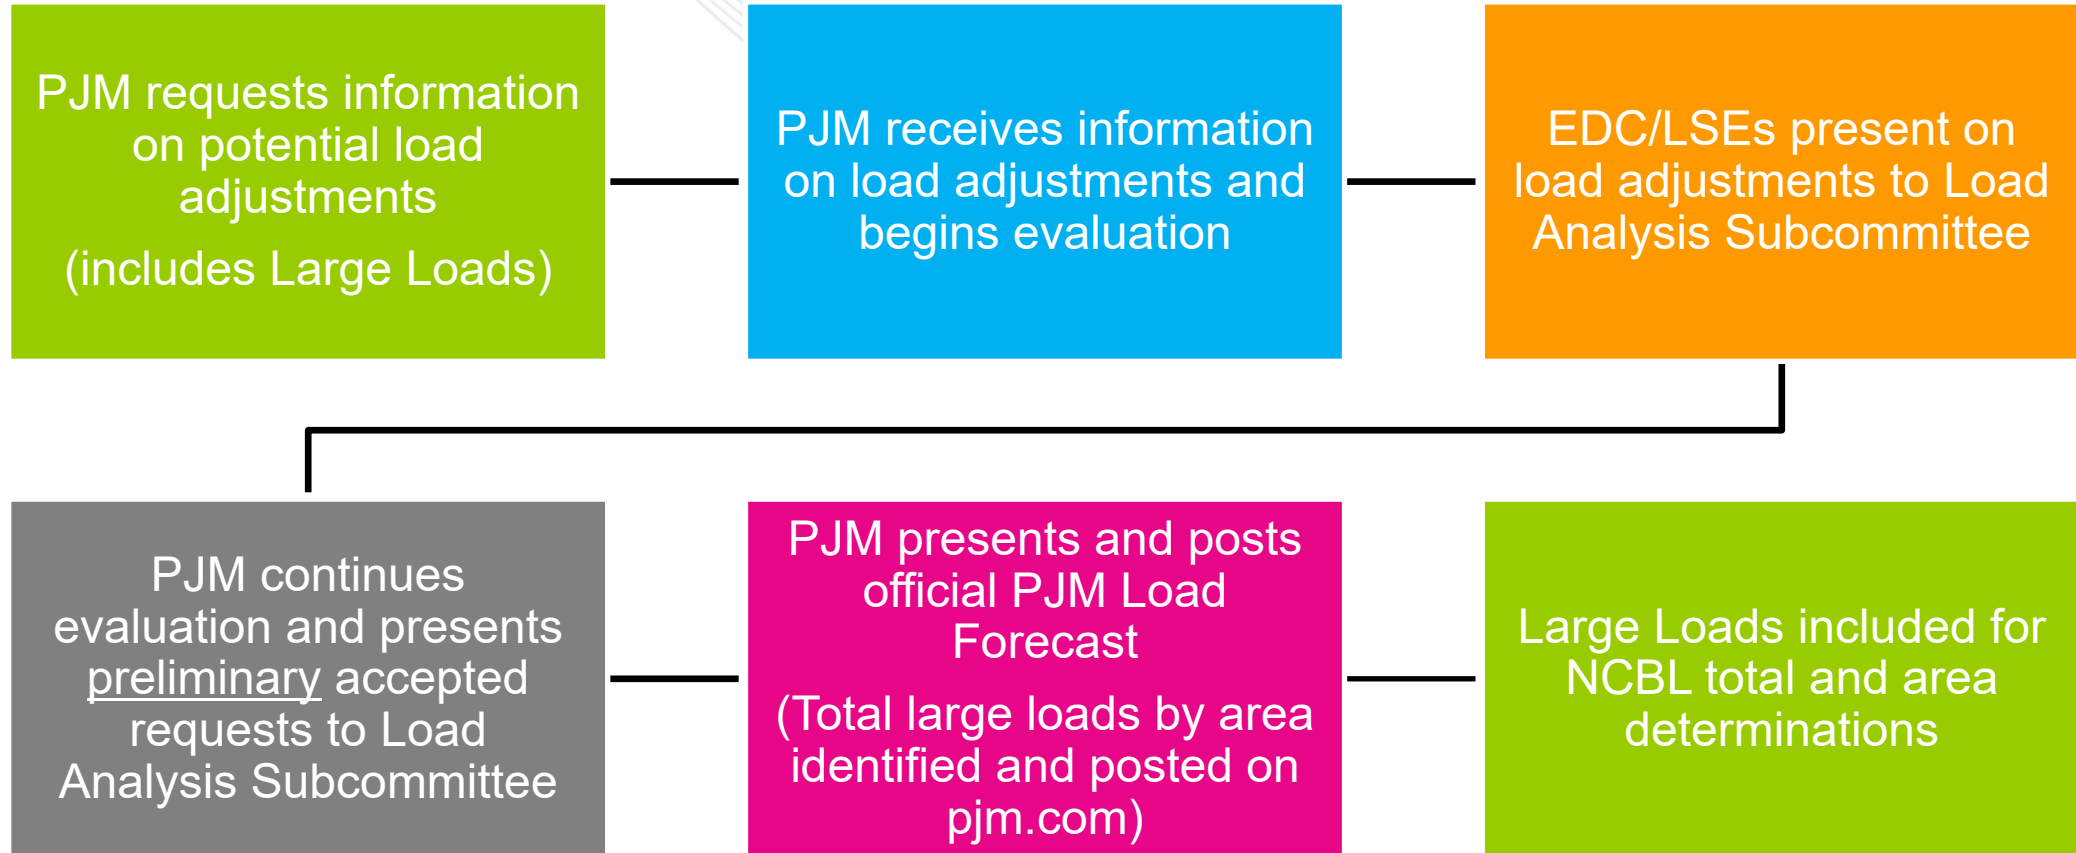 PJM requests information
on potential load
adjustments
(includes Large Loads)
PJM receives information
on load adjustments and
begins evaluation
EDC/LSEs present on
load adjustments to Load
Analysis Subcommittee
PJM continues
evaluation and presents
preliminary accepted
requests to Load
Analysis Subcommittee
PJM presents and posts
official PJM Load
Forecast
(Total large loads by area
identified and posted on
pjm.com)
Large Loads included for
NCBL total and area
determinations